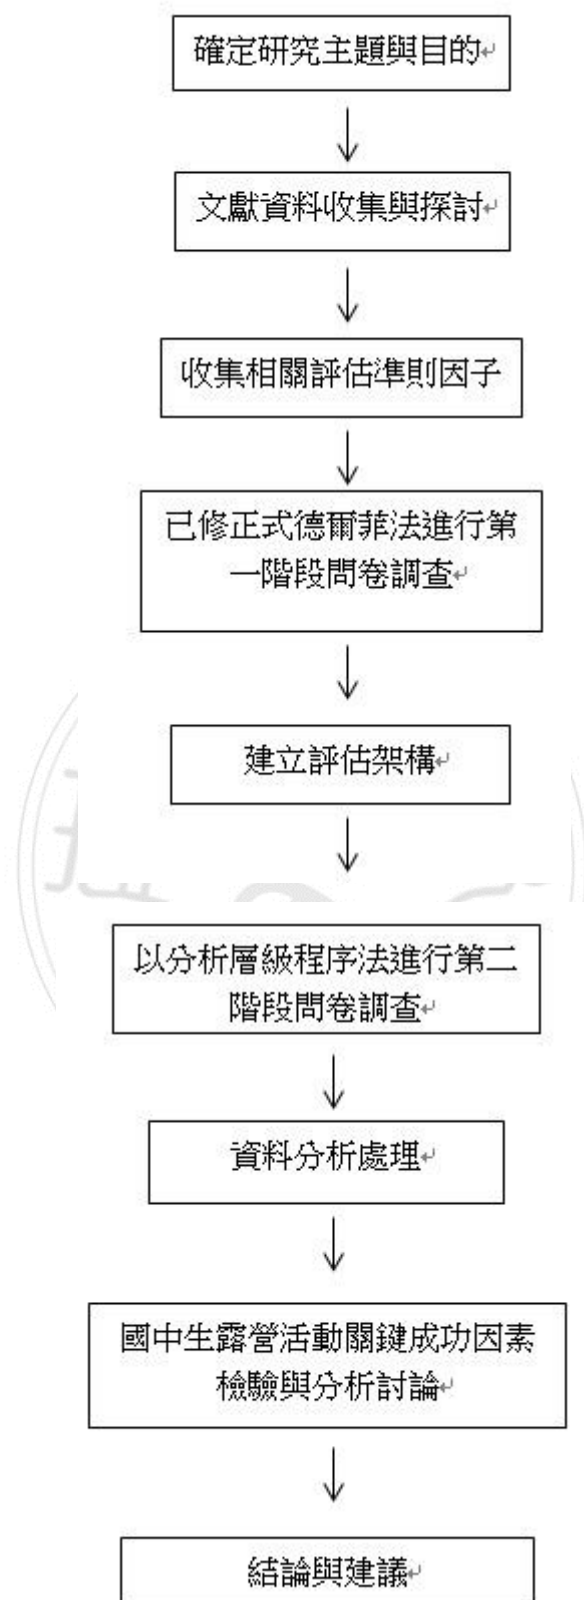 確定研究主題與目的
文獻資料收集與探討
收集相關評估準則因子
已修正式德爾菲法進行第
一階段問卷調查
建立評估架構
以分析層級程序法進行第二
階段問卷調查
資料分析處理
國中生露營活動關鍵成功因素
檢驗與分析討論
結論與建議